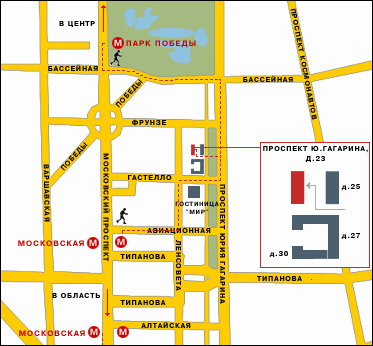 В ЦЕНТР
М ПАРК ПОБЕДЫ
БАССЕЙНАЯ
БАССЕЙНАЯ
ПРОСПЕКТ КОСМОНАВТОВ
ПОБЕДЫ
ФРУНЗЕ
ПОБЕДЫ
ВАРШАВСКАЯ
МОСКОВСКИЙ ПРОСПЕКТ
ГАСТЕЛЛО
ГОСТИНИЦА
"МИР"
ПРОСПЕКТ Ю.ГАГАРИНА,
Д.23
д.25
д.27
д.30
АВИАЦИОННАЯ
ЛЕНСОВЕТА
ПРОСПЕКТ ЮРИЯ ГАГАРИНА
МОСКОВСКАЯ М М
ТИПАНОВА
ТИПАНОВА
В ОБЛАСТЬ
ТИПАНОВА
АЛТАЙСКАЯ
МОСКОВСКАЯ М М